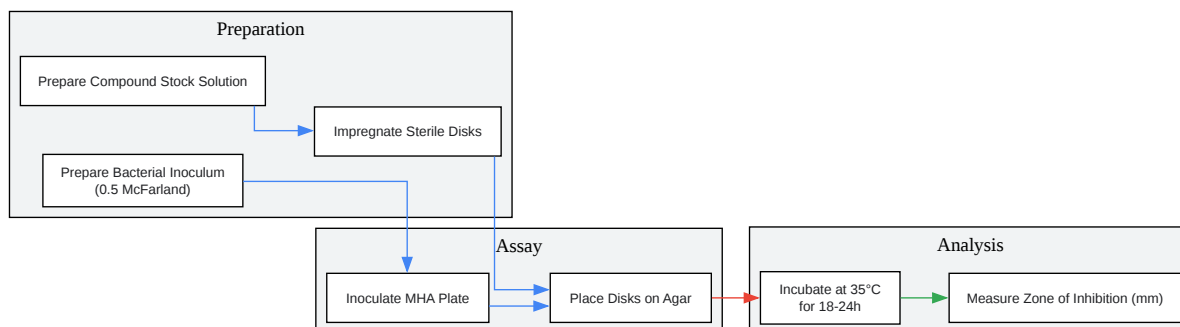 Preparation
Prepare Compound Stock Solution
Impregnate Sterile Disks
Prepare Bacterial Inoculum
(0.5 McFarland)
Assay
Inoculate MHA Plate
Place Disks on Agar
Analysis
Incubate at 35°C
for 18-24h
Measure Zone of Inhibition (mm)